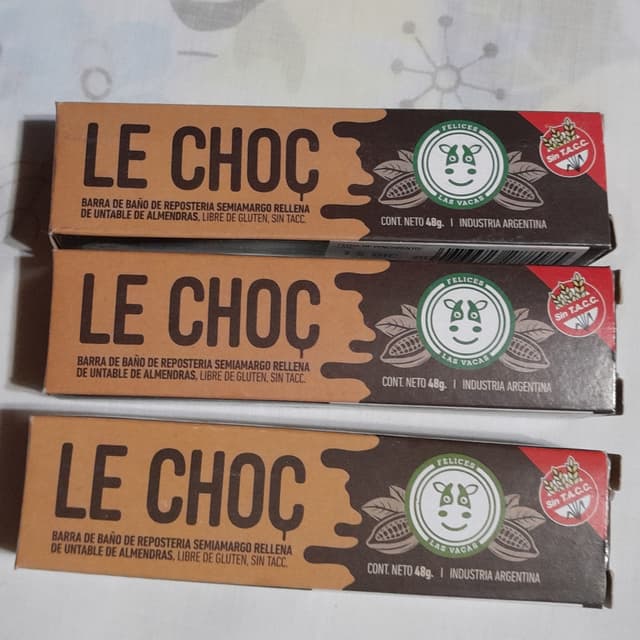 LE CHOÇ
BARRA DE BAÑO DE REPOSTERIA SEMIAMARGO RELLENA
DE UNTABLE DE ALMENDRAS, LIBRE DE GLUTEN, SIN TACC.
FELICES
LAS VACAS
CONT. NETO 48g. | INDUSTRIA ARGENTINA
Sin T.A.C.C.
LE CHOÇ
BARRA DE BAÑO DE REPOSTERIA SEMIAMARGO RELLENA
DE UNTABLE DE ALMENDRAS, LIBRE DE GLUTEN, SIN TACC.
FELICES
LAS VACAS
CONT. NETO 48g. | INDUSTRIA ARGENTINA
Sin T.A.C.C.
LE CHOÇ
BARRA DE BAÑO DE REPOSTERIA SEMIAMARGO RELLENA
DE UNTABLE DE ALMENDRAS, LIBRE DE GLUTEN, SIN TACC.
FELICES
LAS VACAS
CONT. NETO 48g. | INDUSTRIA ARGENTINA
Sin T.A.C.C.